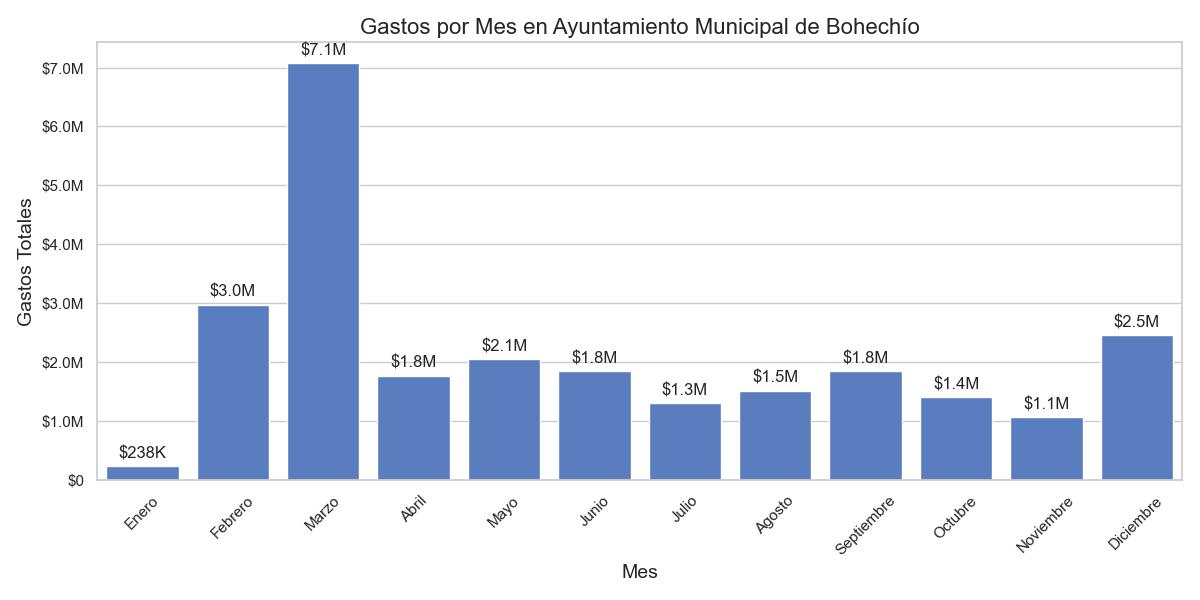 Gastos por Mes en Ayuntamiento Municipal de Bohechío
Gastos Totales
$7.0M
$6.0M
$5.0M
$4.0M
$3.0M
$2.0M
$1.0M
$0
$238K
$3.0M
$7.1M
$1.8M
$2.1M
$1.8M
$1.3M
$1.5M
$1.8M
$1.4M
$1.1M
$2.5M
Enero
Febrero
Marzo
Abril
Mayo
Junio
Julio
Agosto
Septiembre
Octubre
Noviembre
Diciembre
Mes